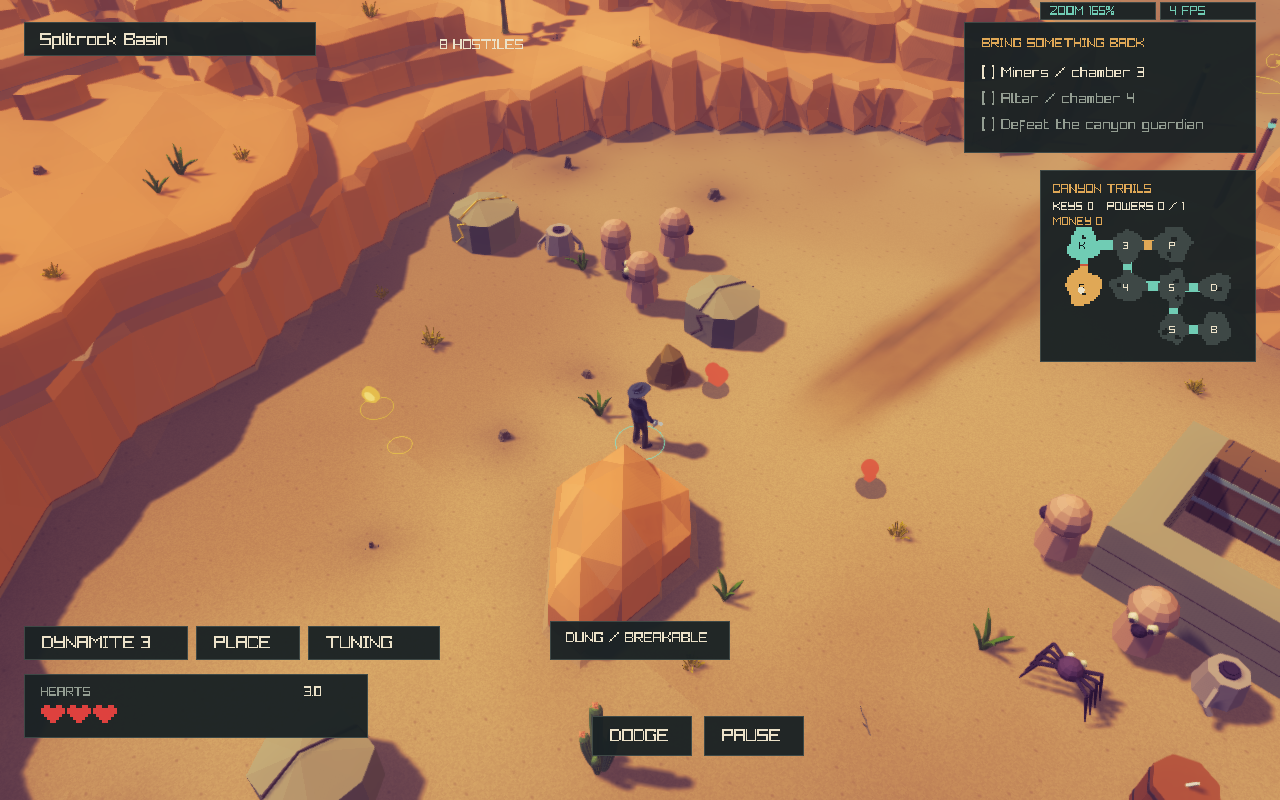 ZOOM 165%
4 FPS
Splitrock Basin
8 HOSTILES
BRING SOMETHING BACK
[ ] Miners / chamber 3
[ ] Altar / chamber 4
[ ] Defeat the canyon guardian
CANYON TRAILS
KEYS 0 POWERS 0 / 1
MONEY 0
K 3 P
4 S D
S B
DYNAMITE 3
PLACE
TUNING
DUNG / BREAKABLE
HEARTS 3.0
DODGE
PAUSE